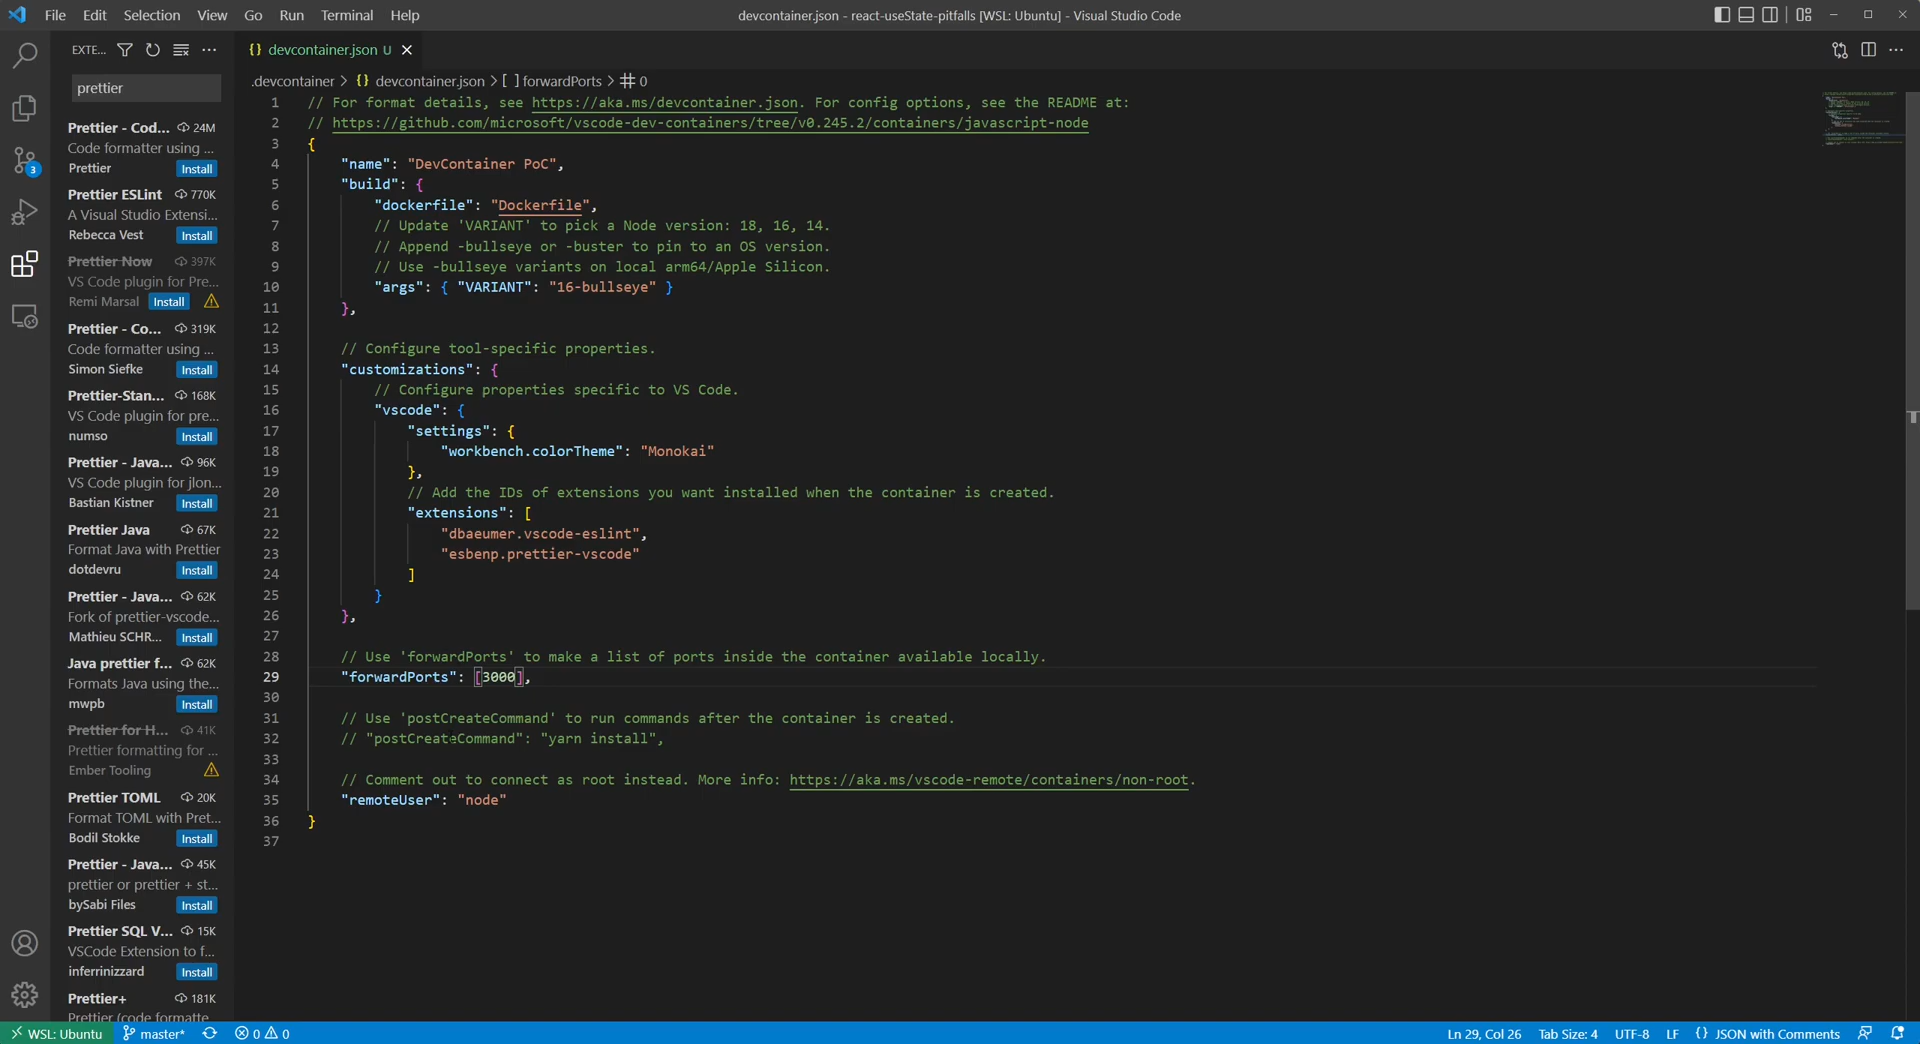 File Edit Selection View Go Run Terminal Help
devcontainer.json - react-useState-pitfalls [WSL: Ubuntu] - Visual Studio Code
EXTE...
prettier
Prettier - Cod... 24M
Code formatter using ...
Prettier Install
Prettier ESLint 770K
A Visual Studio Extensi...
Rebecca Vest Install
Prettier Now 397K
VS Code plugin for Pre...
Remi Marsal Install
Prettier - Co... 319K
Code formatter using ...
Simon Siefke Install
Prettier-Stan... 168K
VS Code plugin for pre...
numso Install
Prettier - Java... 96K
VS Code plugin for jlon...
Bastian Kistner Install
Prettier Java 67K
Format Java with Prettier
dotdevru Install
Prettier - Java... 62K
Fork of prettier-vscode...
Mathieu SCHR... Install
Java prettier f... 62K
Formats Java using the...
mwpb Install
Prettier for H... 41K
Prettier formatting for ...
Ember Tooling
Prettier TOML 20K
Format TOML with Pret...
Bodil Stokke Install
Prettier - Java... 45K
prettier or prettier + st...
bySabi Files Install
Prettier SQL V... 15K
VSCode Extension to f...
inferrinizzard Install
Prettier+ 181K
Prettier (code formatte
3
{} devcontainer.json U
.devcontainer > {} devcontainer.json > [ ] forwardPorts > # 0
1 // For format details, see https://aka.ms/devcontainer.json. For config options, see the README at:
2 // https://github.com/microsoft/vscode-dev-containers/tree/v0.245.2/containers/javascript-node
3 {
4 "name": "DevContainer PoC",
5 "build": {
6 "dockerfile": "Dockerfile",
7 // Update 'VARIANT' to pick a Node version: 18, 16, 14.
8 // Append -bullseye or -buster to pin to an OS version.
9 // Use -bullseye variants on local arm64/Apple Silicon.
10 "args": { "VARIANT": "16-bullseye" }
11 },
12
13 // Configure tool-specific properties.
14 "customizations": {
15 // Configure properties specific to VS Code.
16 "vscode": {
17 "settings": {
18 "workbench.colorTheme": "Monokai"
19 },
20 // Add the IDs of extensions you want installed when the container is created.
21 "extensions": [
22 "dbaeumer.vscode-eslint",
23 "esbenp.prettier-vscode"
24 ]
25 }
26 },
27
28 // Use 'forwardPorts' to make a list of ports inside the container available locally.
29 "forwardPorts": [3000],
30
31 // Use 'postCreateCommand' to run commands after the container is created.
32 // "postCreateCommand": "yarn install",
33
34 // Comment out to connect as root instead. More info: https://aka.ms/vscode-remote/containers/non-root.
35 "remoteUser": "node"
36 }
37
WSL: Ubuntu master* 0 0
Ln 29, Col 26 Tab Size: 4 UTF-8 LF {} JSON with Comments